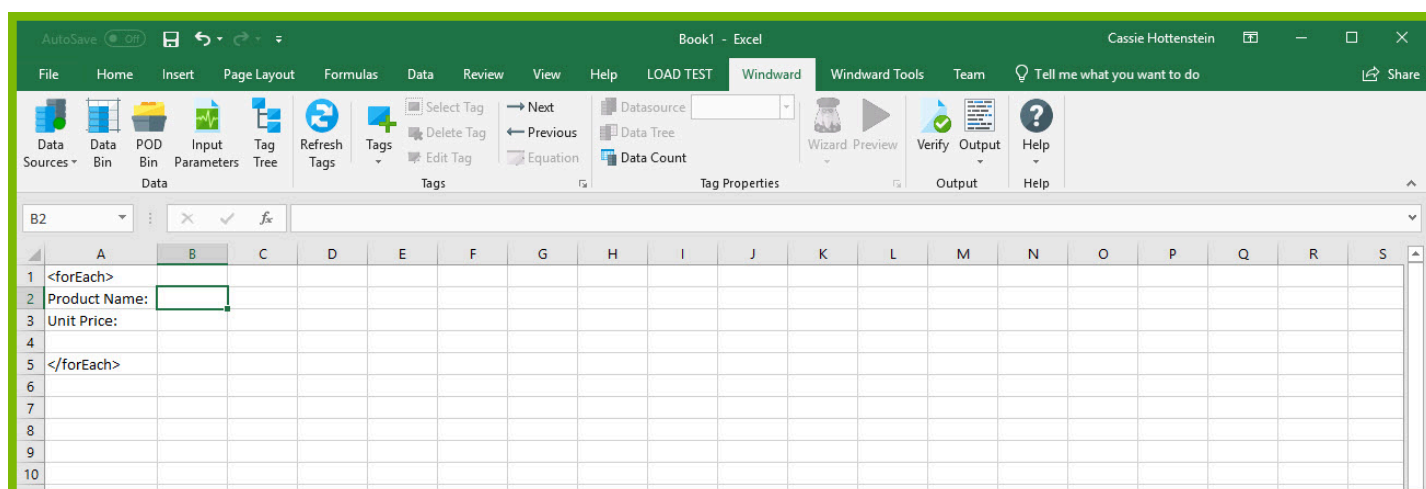 AutoSave Off Book1 - Excel Cassie Hottenstein
File Home Insert Page Layout Formulas Data Review View Help LOAD TEST Windward Windward Tools Team Tell me what you want to do Share
Data Sources Data Bin POD Bin Input Parameters Tag Tree Refresh Tags Tags Select Tag Next Datasource Wizard Preview Verify Output Help
Delete Tag Previous Data Tree
Edit Tag Equation Data Count
Data Tags Tag Properties Output Help
B2 fx
A B C D E F G H I J K L M N O P Q R S
1 <forEach>
2 Product Name:
3 Unit Price:
4
5 </forEach>
6
7
8
9
10